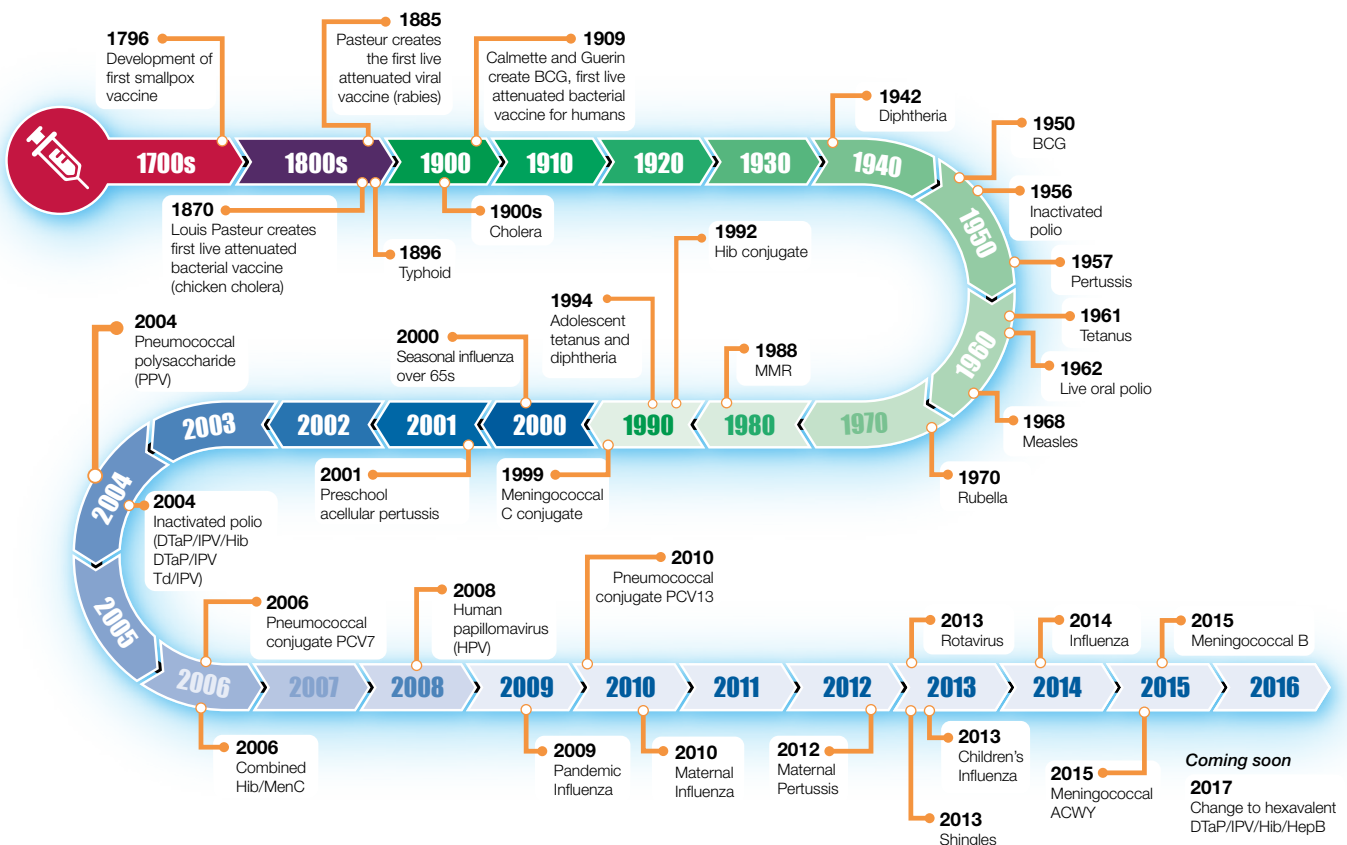 1796
Development of
first smallpox
vaccine
1885
Pasteur creates
the first live
attenuated viral
vaccine (rabies)
1909
Calmette and Guerin
create BCG, first live
attenuated bacterial
vaccine for humans
1942
Diphtheria
1950
BCG
1700s
1800s
1900
1910
1920
1930
1940
1950
1960
1956
Inactivated
polio
1870
Louis Pasteur creates
first live attenuated
bacterial vaccine
(chicken cholera)
1896
Typhoid
1900s
Cholera
1957
Pertussis
1961
Tetanus
1962
Live oral polio
1968
Measles
1970
Rubella
1992
Hib conjugate
1994
Adolescent
tetanus and
diphtheria
1988
MMR
2000
Seasonal influenza
over 65s
2004
Pneumococcal
polysaccharide
(PPV)
1970
1980
1990
2000
2001
2002
2003
2004
2005
1999
Meningococcal
C conjugate
2001
Preschool
acellular pertussis
2004
Inactivated polio
(DTaP/IPV/Hib
DTaP/IPV
Td/IPV)
2006
Pneumococcal
conjugate PCV7
2008
Human
papillomavirus
(HPV)
2010
Pneumococcal
conjugate PCV13
2013
Rotavirus
2014
Influenza
2015
Meningococcal B
2006
2007
2008
2009
2010
2011
2012
2013
2014
2015
2016
2006
Combined
Hib/MenC
2009
Pandemic
Influenza
2010
Maternal
Influenza
2012
Maternal
Pertussis
2013
Children's
Influenza
2013
Shingles
2015
Meningococcal
ACWY
Coming soon
2017
Change to hexavalent
DTaP/IPV/Hib/HepB